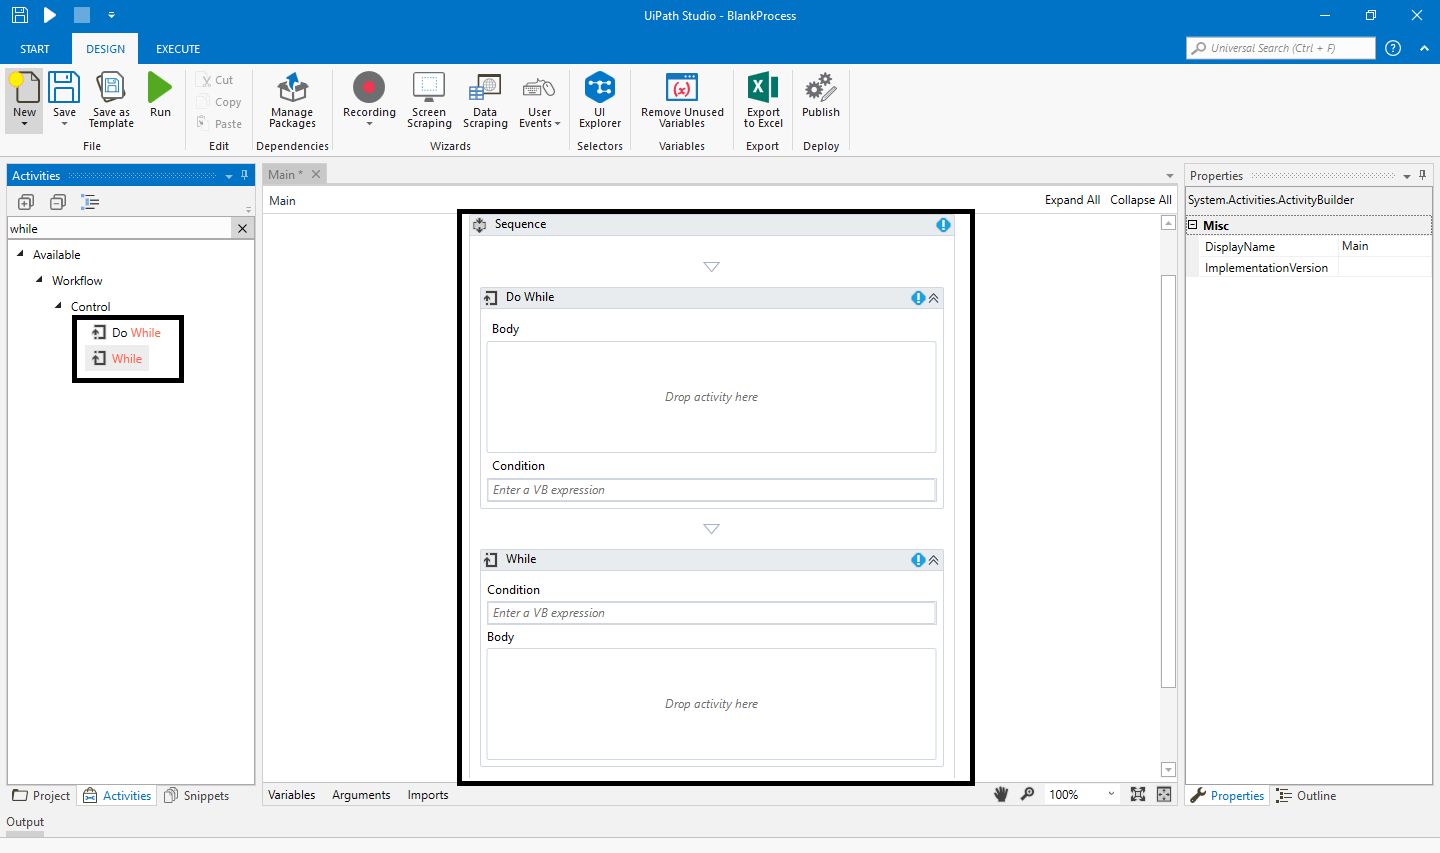 UiPath Studio - BlankProcess
START DESIGN EXECUTE
Universal Search (Ctrl + F)
New
Save
Save as Template
Run
Cut
Copy
Paste
Manage Packages
Recording
Screen Scraping
Data Scraping
User Events
UI Explorer
Remove Unused Variables
Export to Excel
Publish
File
Edit
Dependencies
Wizards
Selectors
Variables
Export
Deploy
Activities
while
Available
Workflow
Control
Do While
While
Main *
Main
Expand All Collapse All
Sequence
Do While
Body
Drop activity here
Condition
Enter a VB expression
While
Condition
Enter a VB expression
Body
Drop activity here
Properties
System.Activities.ActivityBuilder
Misc
DisplayName Main
ImplementationVersion
Project Activities Snippets
Variables Arguments Imports
100%
Properties Outline
Output